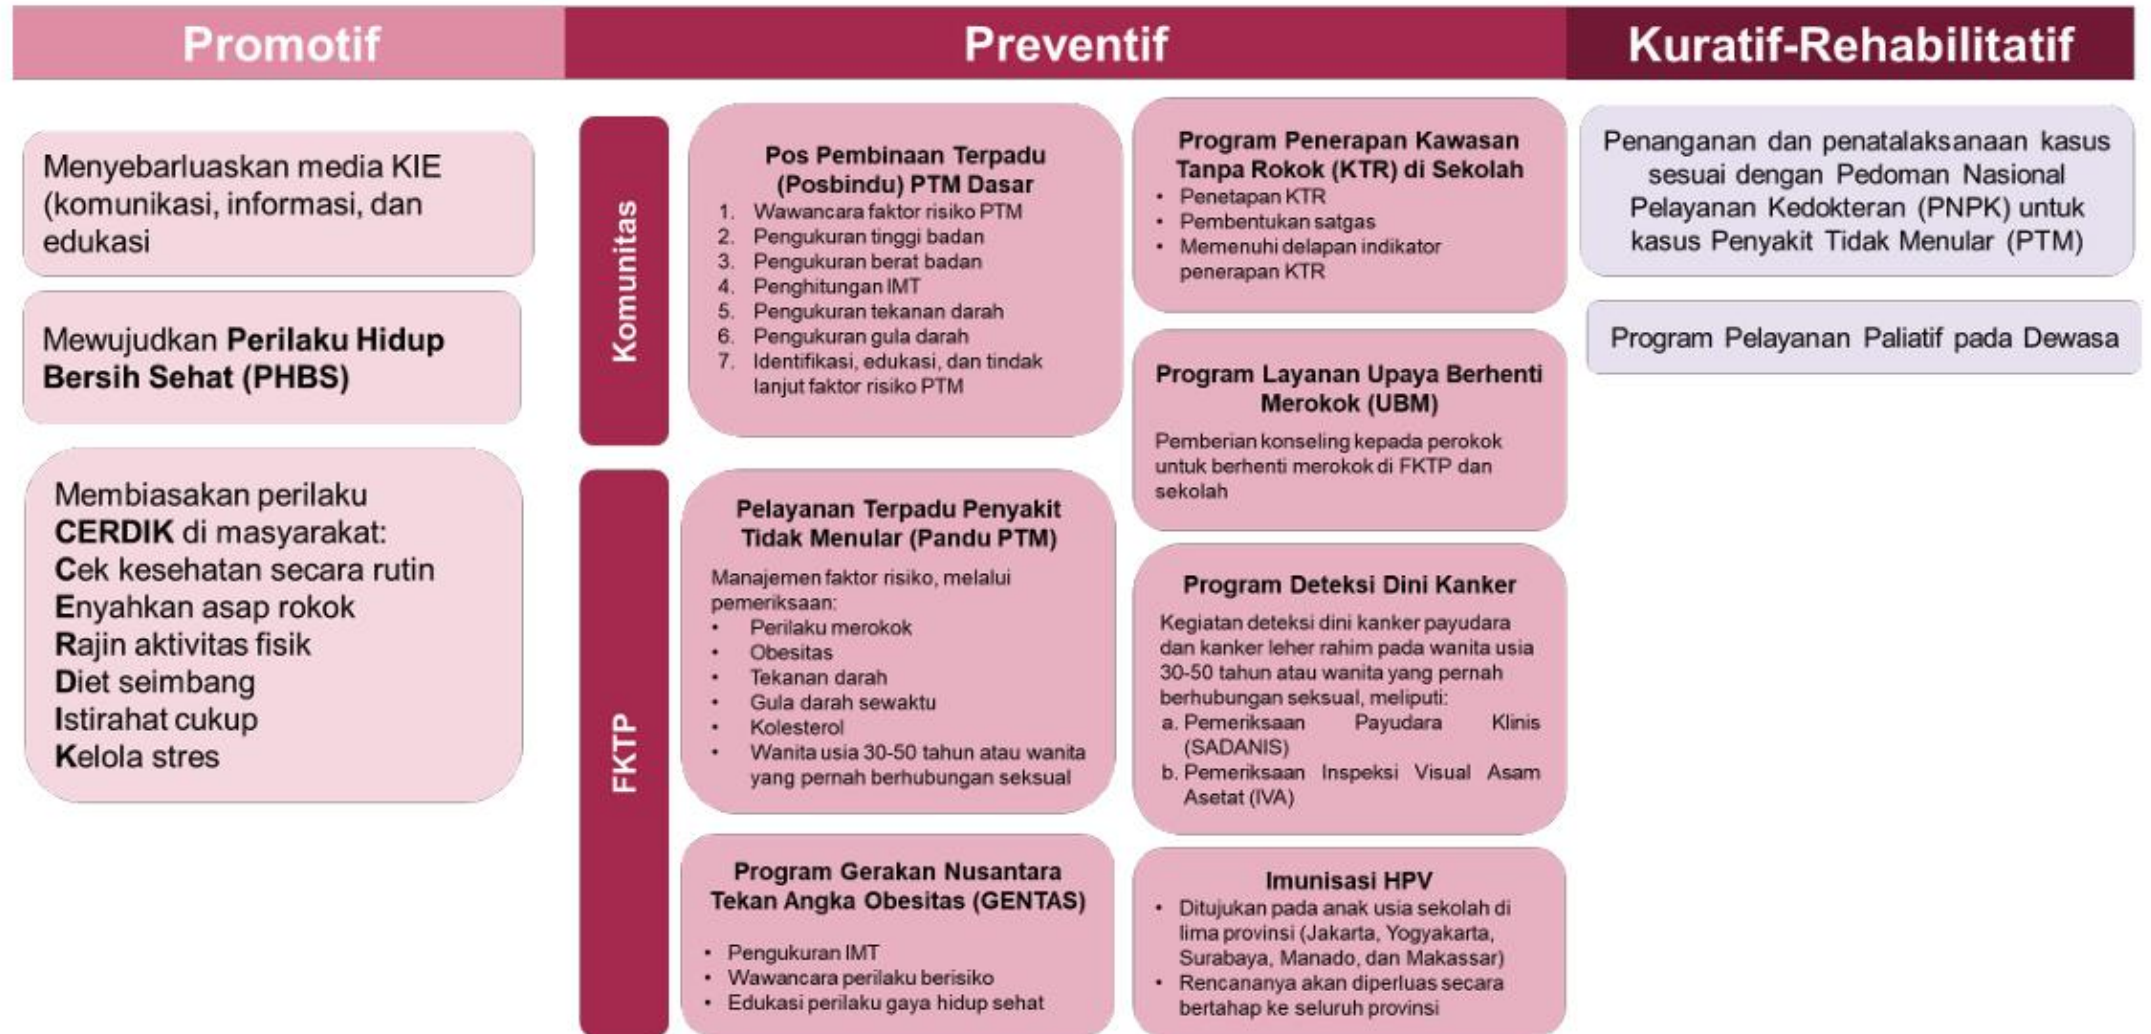 Promotif
Preventif
Kuratif-Rehabilitatif
Menyebarluaskan media KIE
(komunikasi, informasi, dan
edukasi
Mewujudkan Perilaku Hidup
Bersih Sehat (PHBS)
Membiasakan perilaku
CERDIK di masyarakat:
Cek kesehatan secara rutin
Enyahkan asap rokok
Rajin aktivitas fisik
Diet seimbang
Istirahat cukup
Kelola stres
Komunitas
Pos Pembinaan Terpadu
(Posbindu) PTM Dasar
1. Wawancara faktor risiko PTM
2. Pengukuran tinggi badan
3. Pengukuran berat badan
4. Penghitungan IMT
5. Pengukuran tekanan darah
6. Pengukuran gula darah
7. Identifikasi, edukasi, dan tindak
lanjut faktor risiko PTM
FKTP
Pelayanan Terpadu Penyakit
Tidak Menular (Pandu PTM)
Manajemen faktor risiko, melalui
pemeriksaan:
• Perilaku merokok
• Obesitas
• Tekanan darah
• Gula darah sewaktu
• Kolesterol
• Wanita usia 30-50 tahun atau wanita
yang pernah berhubungan seksual
Program Gerakan Nusantara
Tekan Angka Obesitas (GENTAS)
• Pengukuran IMT
• Wawancara perilaku berisiko
• Edukasi perilaku gaya hidup sehat
Program Penerapan Kawasan
Tanpa Rokok (KTR) di Sekolah
• Penetapan KTR
• Pembentukan satgas
• Memenuhi delapan indikator
penerapan KTR
Program Layanan Upaya Berhenti
Merokok (UBM)
Pemberian konseling kepada perokok
untuk berhenti merokok di FKTP dan
sekolah
Program Deteksi Dini Kanker
Kegiatan deteksi dini kanker payudara
dan kanker leher rahim pada wanita usia
30-50 tahun atau wanita yang pernah
berhubungan seksual, meliputi:
a. Pemeriksaan Payudara Klinis
(SADANIS)
b. Pemeriksaan Inspeksi Visual Asam
Asetat (IVA)
Imunisasi HPV
• Ditujukan pada anak usia sekolah di
lima provinsi (Jakarta, Yogyakarta,
Surabaya, Manado, dan Makassar)
• Rencananya akan diperluas secara
bertahap ke seluruh provinsi
Penanganan dan penatalaksanaan kasus
sesuai dengan Pedoman Nasional
Pelayanan Kedokteran (PNPK) untuk
kasus Penyakit Tidak Menular (PTM)
Program Pelayanan Paliatif pada Dewasa